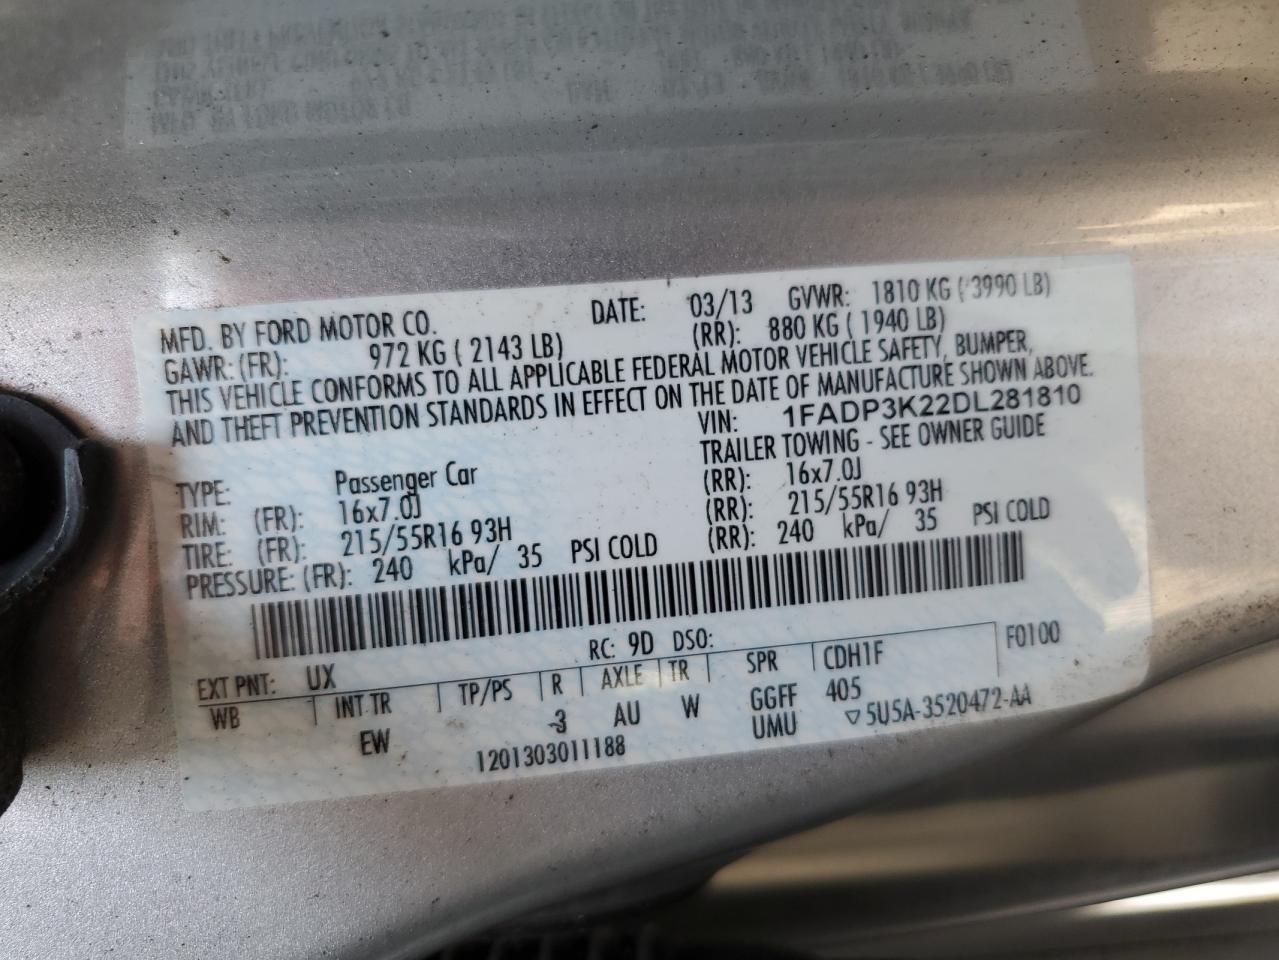 MFD. BY FORD MOTOR CO. DATE: 03/13 GVWR: 1810 KG ( 3990 LB)
GAWR: (FR): 972 KG ( 2143 LB) (RR): 880 KG ( 1940 LB)
THIS VEHICLE CONFORMS TO ALL APPLICABLE FEDERAL MOTOR VEHICLE SAFETY, BUMPER,
AND THEFT PREVENTION STANDARDS IN EFFECT ON THE DATE OF MANUFACTURE SHOWN ABOVE.
VIN: 1FADP3K22DL281810
TRAILER TOWING - SEE OWNER GUIDE
TYPE: Passenger Car
RIM: (FR): 16x7.0J (RR): 16x7.0J
TIRE: (FR): 215/55R16 93H (RR): 215/55R16 93H
PRESSURE: (FR): 240 kPa/ 35 PSI COLD (RR): 240 kPa/ 35 PSI COLD
RC: 9D DSO: F0100
EXT PNT: UX
WB INT TR TP/PS R AXLE TR SPR CDH1F
EW 3 AU W GGFF 405
1201303011188 UMU ▽5U5A-3520472-AA